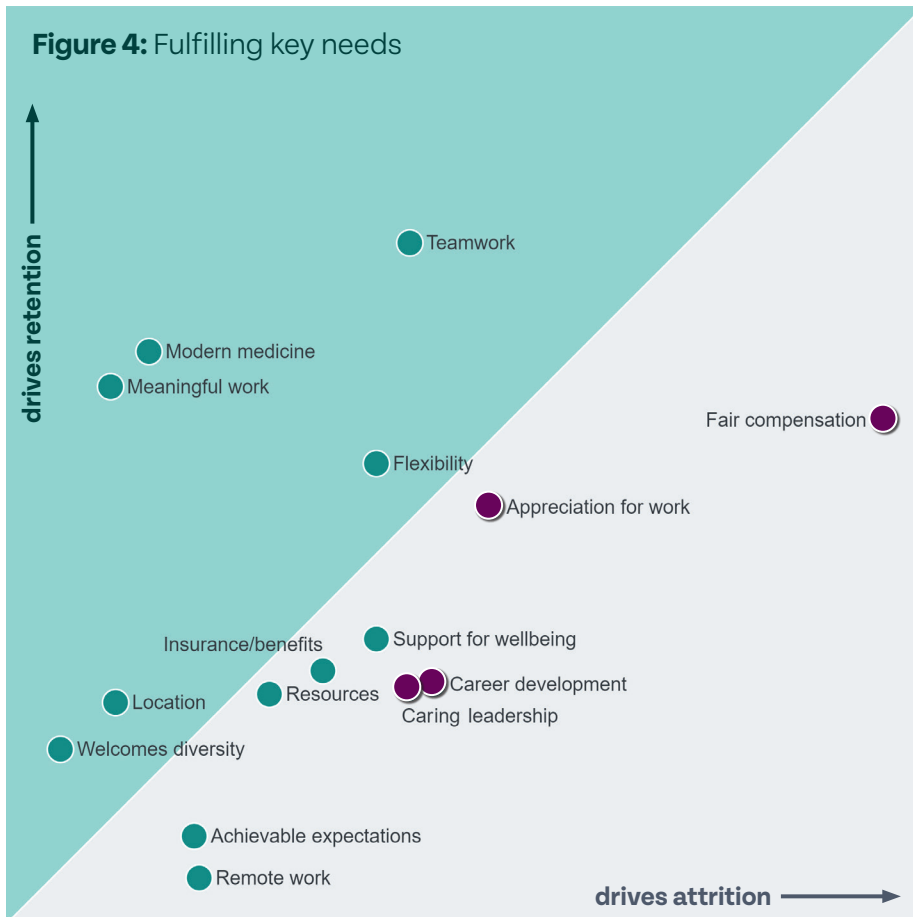 Figure 4: Fulfilling key needs
drives retention
Teamwork
Modern medicine
Meaningful work
Fair compensation
Flexibility
Appreciation for work
Insurance/benefits
Support for wellbeing
Resources
Career development
Location
Caring leadership
Welcomes diversity
Achievable expectations
Remote work
drives attrition